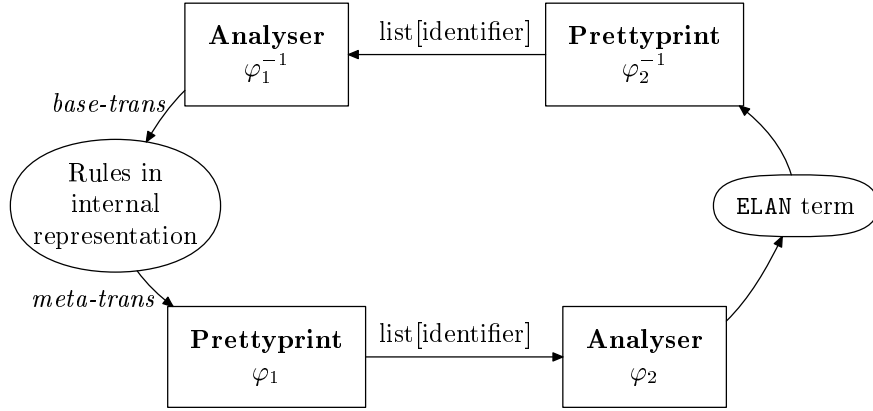 Analyser
φ₁⁻¹
list[identifier]
Prettyprint
φ₂⁻¹
base-trans
Rules in
internal
representation
ELAN term
meta-trans
Prettyprint
φ₁
list[identifier]
Analyser
φ₂